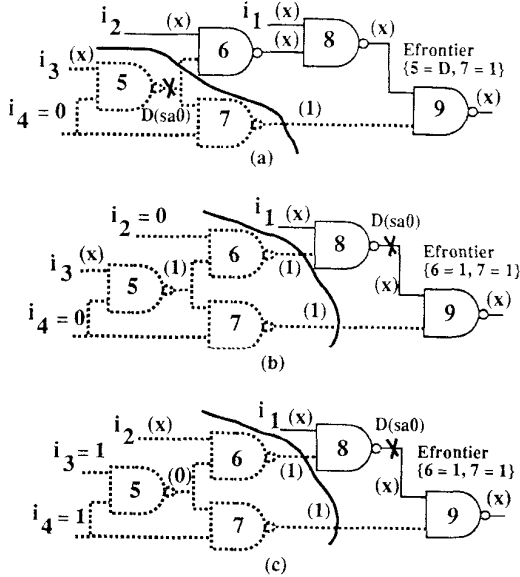 i2 (x) i1 (x)
6 (x) 8 (x)
Efrontier
{5 = D, 7 = 1}
i3 (x)
5
D(sa0)
i4 = 0
7 (1) 9 (x)
(a)
i2 = 0 i1 (x) D(sa0)
6 (1) 8
Efrontier
{6 = 1, 7 = 1}
i3 (x)
5 (1)
(x) (x)
i4 = 0
7 (1) 9
(b)
i2 (x) i1 (x) D(sa0)
6 (1) 8
Efrontier
{6 = 1, 7 = 1}
i3 = 1
5 (0)
(x) (x)
i4 = 1
7 (1) 9
(c)